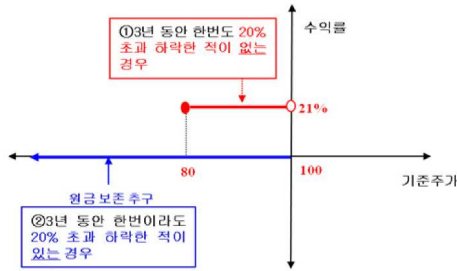 ①3년 동안 한번도 20%
초과 하락한 적이 없는
경우
수익률
21%
80
100
기준주가
원금 보존 추구
②3년 동안 한번이라도
20% 초과 하락한 적이
있는 경우